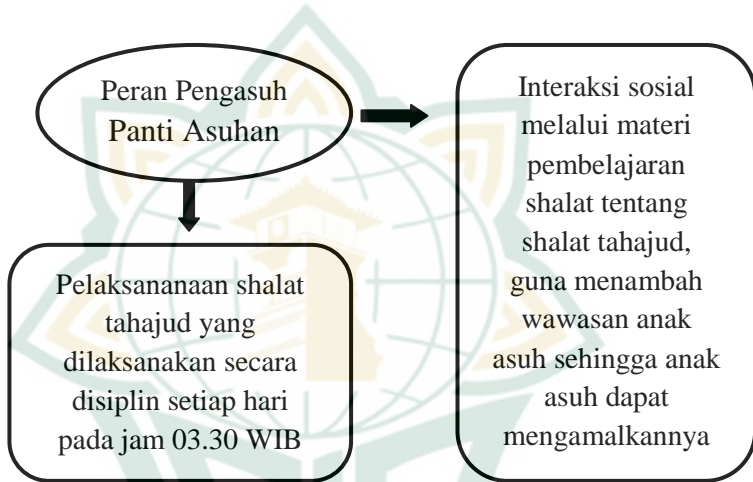 Peran Pengasuh
Panti Asuhan
Interaksi sosial
melalui materi
pembelajaran
shalat tentang
shalat tahajud,
guna menambah
wawasan anak
asuh sehingga anak
asuh dapat
mengamalkannya
Pelaksananaan shalat
tahajud yang
dilaksanakan secara
disiplin setiap hari
pada jam 03.30 WIB